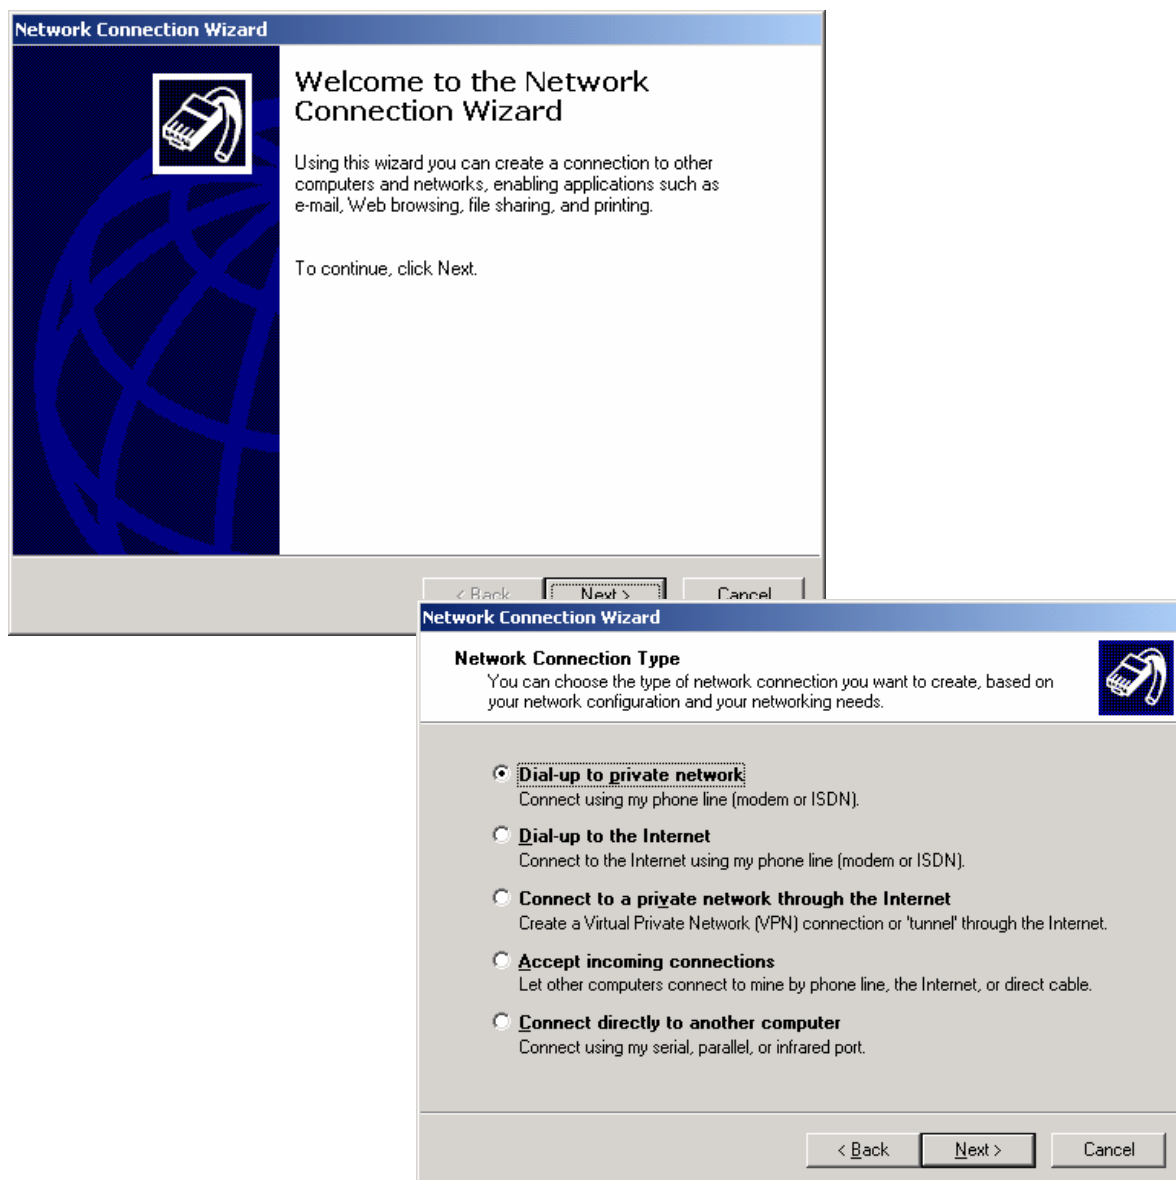 Network Connection Wizard
Welcome to the Network
Connection Wizard
Using this wizard you can create a connection to other
computers and networks, enabling applications such as
e-mail, Web browsing, file sharing, and printing.
To continue, click Next.
< Back Next > Cancel
Network Connection Wizard
Network Connection Type
You can choose the type of network connection you want to create, based on
your network configuration and your networking needs.
Dial-up to private network
Connect using my phone line (modem or ISDN).
Dial-up to the Internet
Connect to the Internet using my phone line (modem or ISDN).
Connect to a private network through the Internet
Create a Virtual Private Network (VPN) connection or 'tunnel' through the Internet.
Accept incoming connections
Let other computers connect to mine by phone line, the Internet, or direct cable.
Connect directly to another computer
Connect using my serial, parallel, or infrared port.
< Back Next > Cancel